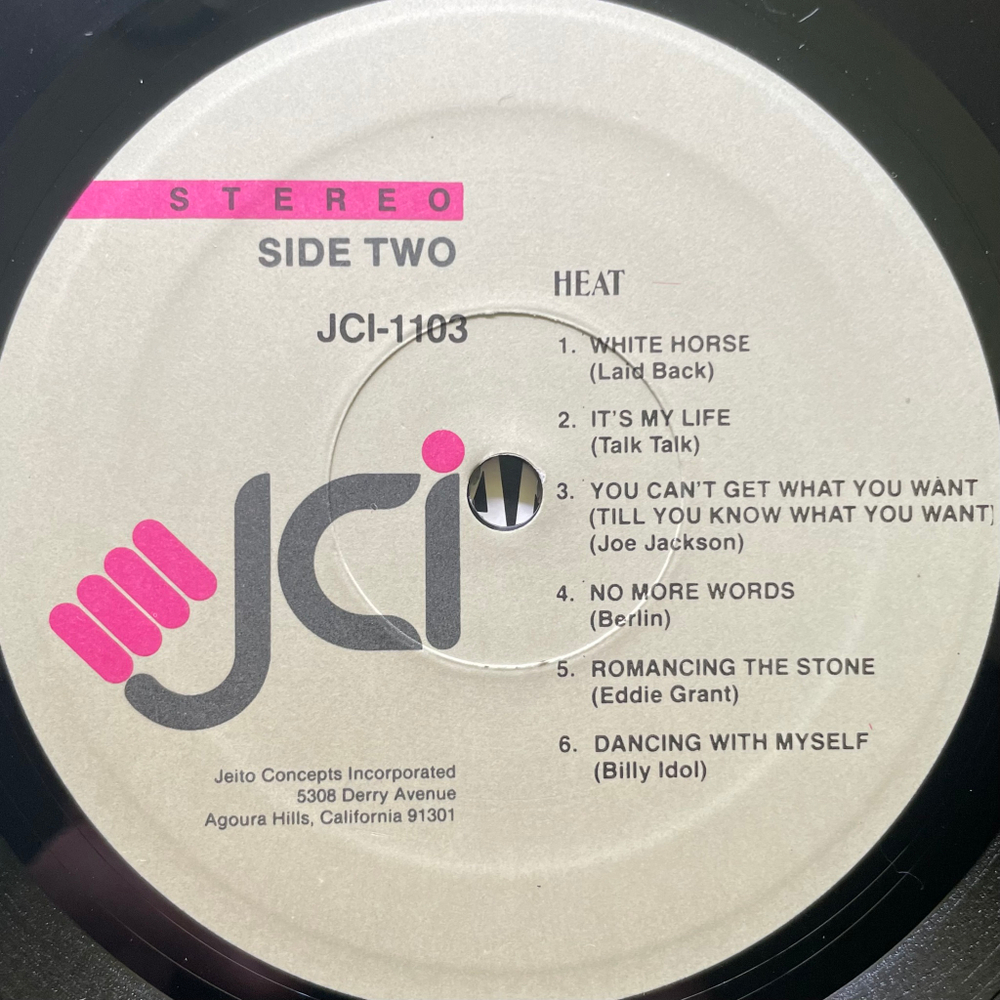 STEREO
SIDE TWO
JCI-1103
JCi
Jeito Concepts Incorporated
5308 Derry Avenue
Agoura Hills, California 91301
HEAT
1. WHITE HORSE
(Laid Back)
2. IT'S MY LIFE
(Talk Talk)
3. YOU CAN'T GET WHAT YOU WANT
(TILL YOU KNOW WHAT YOU WANT)
(Joe Jackson)
4. NO MORE WORDS
(Berlin)
5. ROMANCING THE STONE
(Eddie Grant)
6. DANCING WITH MYSELF
(Billy Idol)